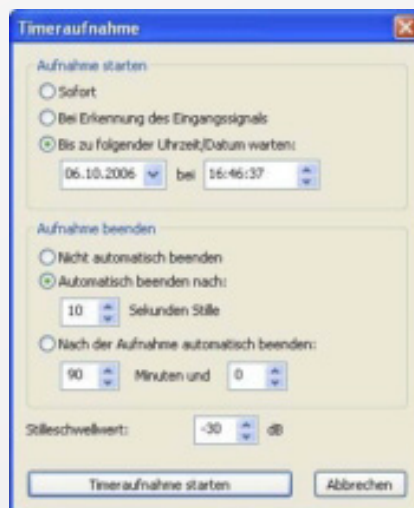 Timeraufnahme
Aufnahme starten
Sofort
Bei Erkennung des Eingangssignals
Bis zu folgender Uhrzeit/Datum warten:
06.10.2006 bei 16:46:37
Aufnahme beenden
Nicht automatisch beenden
Automatisch beenden nach:
10 Sekunden Stille
Nach der Aufnahme automatisch beenden:
90 Minuten und 0
Stilleschwellwert: -30 dB
Timeraufnahme starten Abbrechen